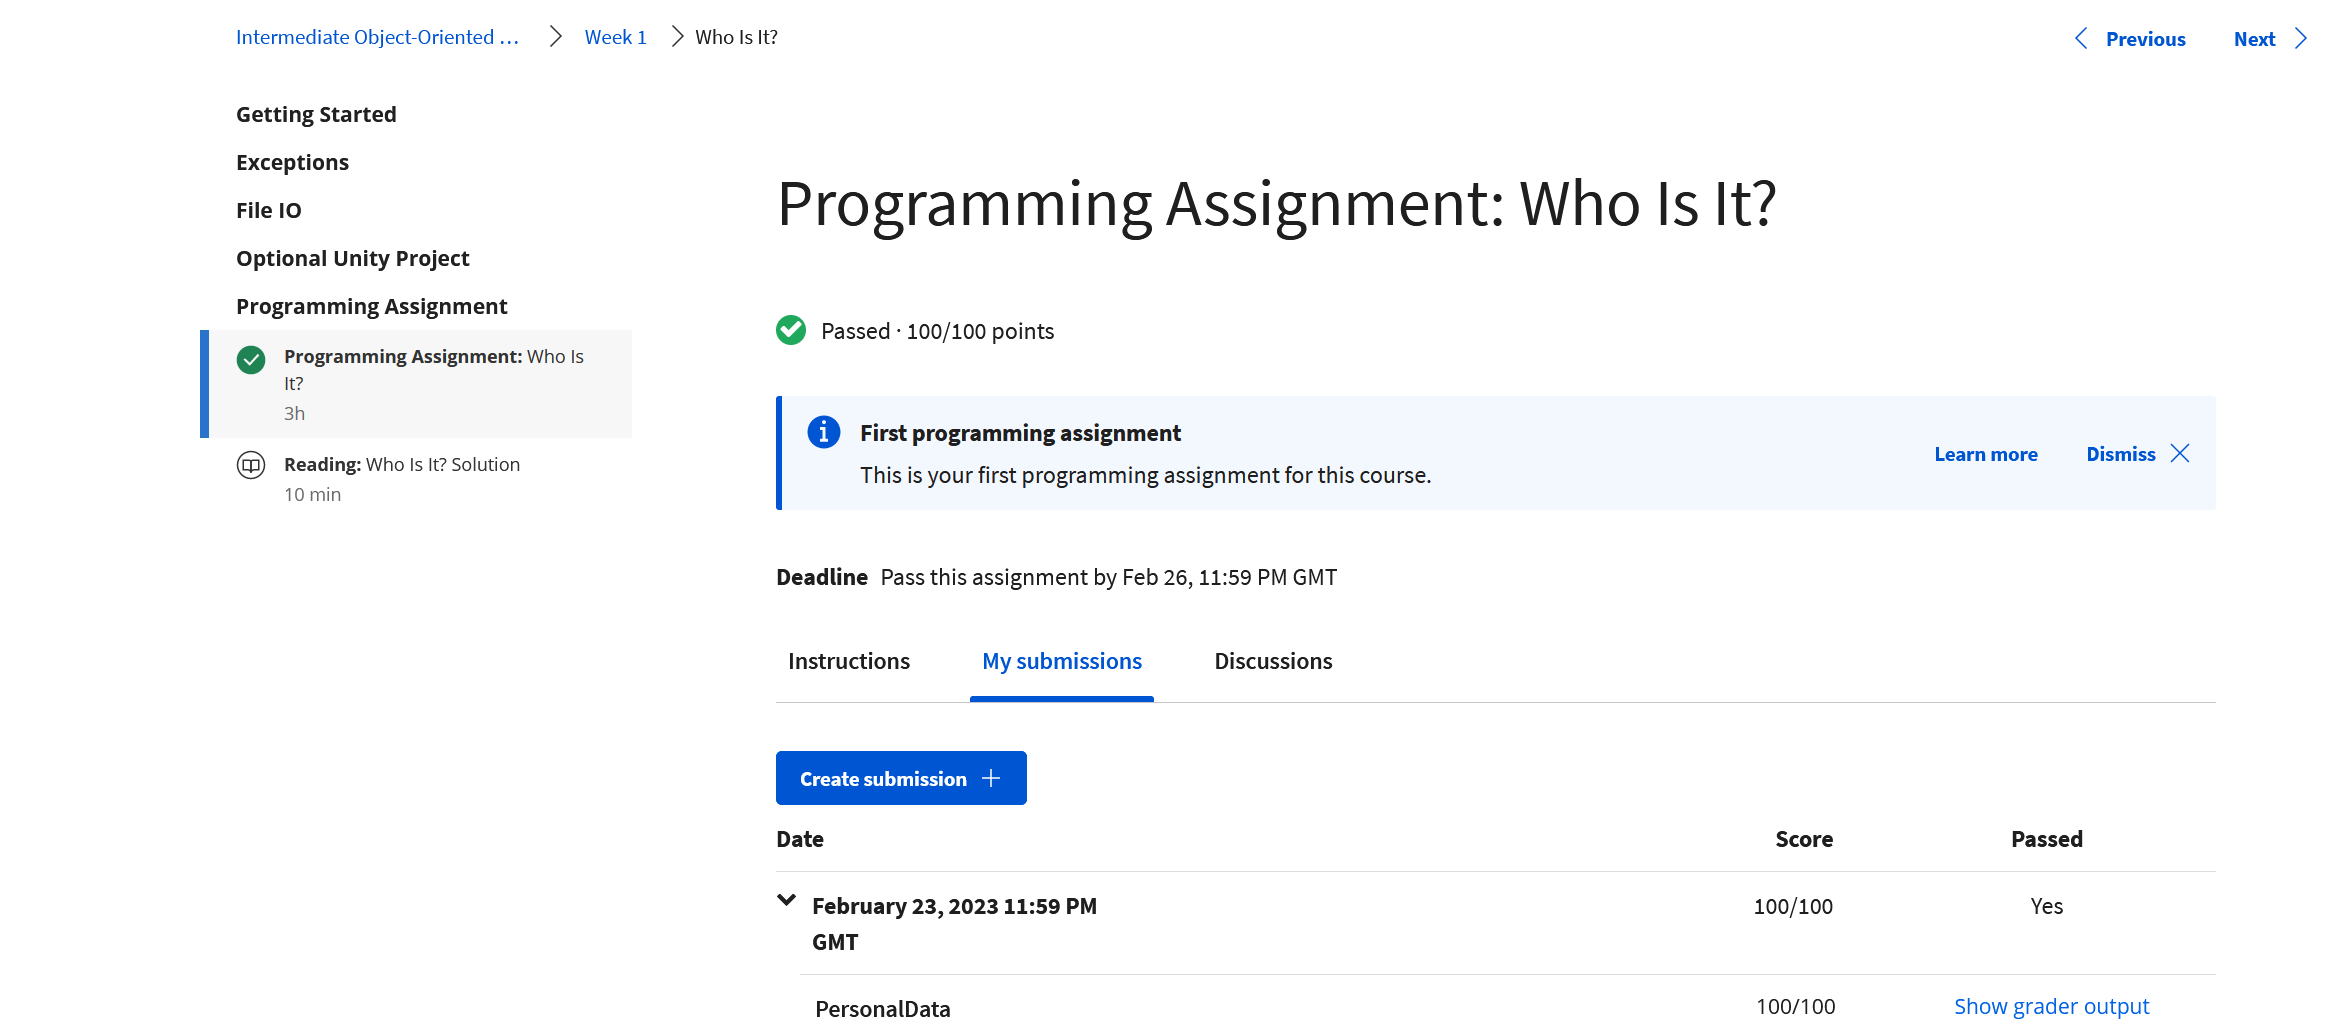 Intermediate Object-Oriented ... > Week 1 > Who Is It?
Previous Next
Getting Started
Exceptions
File IO
Optional Unity Project
Programming Assignment
Programming Assignment: Who Is
It?
3h
Reading: Who Is It? Solution
10 min
Programming Assignment: Who Is It?
Passed · 100/100 points
First programming assignment
This is your first programming assignment for this course.
Learn more Dismiss
Deadline Pass this assignment by Feb 26, 11:59 PM GMT
Instructions My submissions Discussions
Create submission +
Date Score Passed
February 23, 2023 11:59 PM
GMT
100/100 Yes
PersonalData 100/100 Show grader output